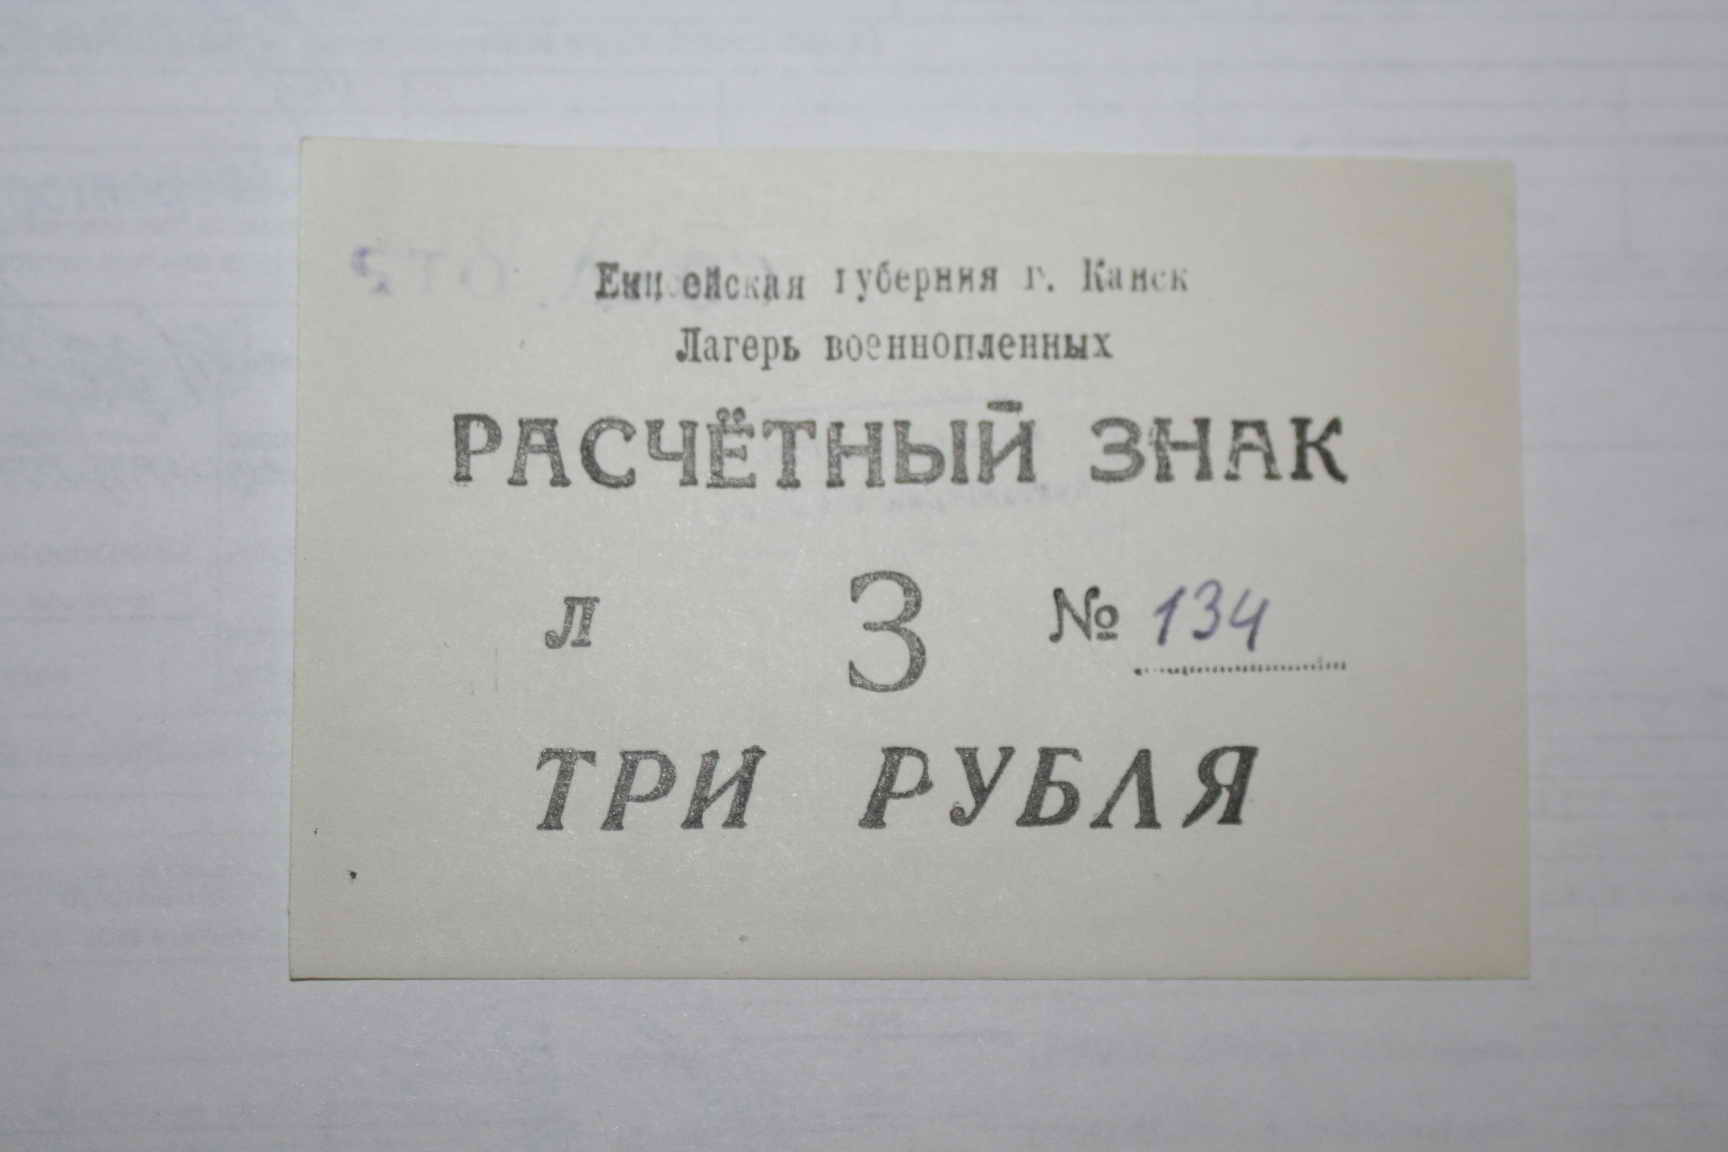 Енисейская губерния г. Канск
Лагерь военнопленных
РАСЧЁТНЫЙ ЗНАК
л 3 № 134
ТРИ РУБЛЯ